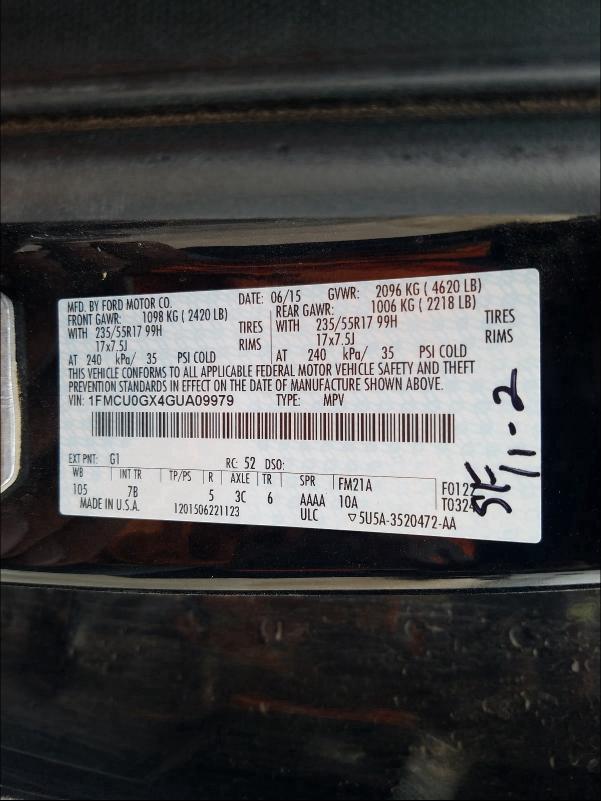 MFD. BY FORD MOTOR CO. DATE: 06/15 GVWR: 2096 KG ( 4620 LB)
FRONT GAWR: 1098 KG ( 2420 LB) REAR GAWR: 1006 KG ( 2218 LB)
WITH 235/55R17 99H TIRES WITH 235/55R17 99H TIRES
17x7.5J RIMS 17x7.5J RIMS
AT 240 kPa/ 35 PSI COLD AT 240 kPa/ 35 PSI COLD
THIS VEHICLE CONFORMS TO ALL APPLICABLE FEDERAL MOTOR VEHICLE SAFETY AND THEFT
PREVENTION STANDARDS IN EFFECT ON THE DATE OF MANUFACTURE SHOWN ABOVE.
VIN: 1FMCU0GX4GUA09979 TYPE: MPV
EXT PNT: G1 RC: 52 DSO:
WB INT TR TP/PS R AXLE TR SPR FM21A F0122
105 7B 5 3C 6 AAAA 10A T0324
MADE IN U.S.A. 1201506221123 ULC ▽5U5A-3520472-AA
11-2